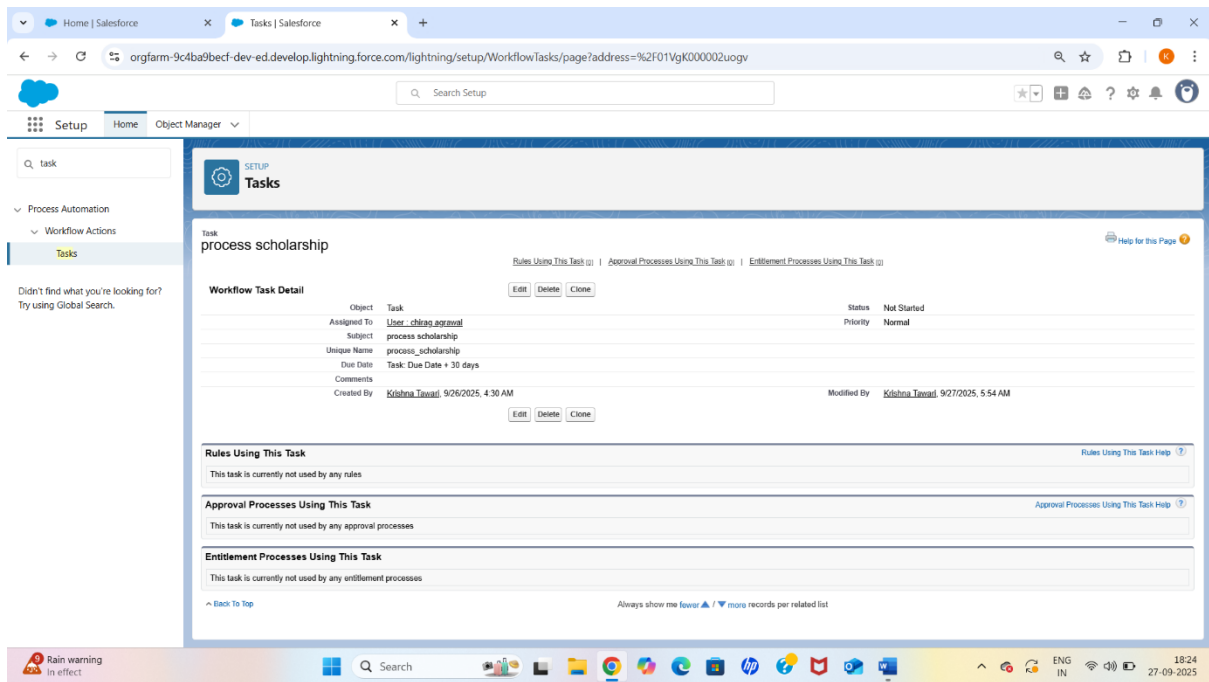 Home | Salesforce
Tasks | Salesforce
orgfarm-9c4ba9becf-dev-ed.develop.lightning.force.com/lightning/setup/WorkflowTasks/page?address=%2F01VgK000002uogv
K
Search Setup
Setup Home Object Manager
task
Process Automation
Workflow Actions
Tasks
Didn't find what you're looking for?
Try using Global Search.
SETUP
Tasks
Task
process scholarship
Help for this Page
Rules Using This Task [0] | Approval Processes Using This Task [0] | Entitlement Processes Using This Task [0]
Workflow Task Detail Edit Delete Clone
Object Task Status Not Started
Assigned To User : chirag agrawal Priority Normal
Subject process scholarship
Unique Name process_scholarship
Due Date Task: Due Date + 30 days
Comments
Created By Krishna Tawari, 9/26/2025, 4:30 AM Modified By Krishna Tawari, 9/27/2025, 5:54 AM
Edit Delete Clone
Rules Using This Task Rules Using This Task Help ?
This task is currently not used by any rules
Approval Processes Using This Task Approval Processes Using This Task Help ?
This task is currently not used by any approval processes
Entitlement Processes Using This Task
This task is currently not used by any entitlement processes
^ Back To Top Always show me fewer ▲ / ▼ more records per related list
9 Rain warning
In effect
Search
ENG
IN
18:24
27-09-2025